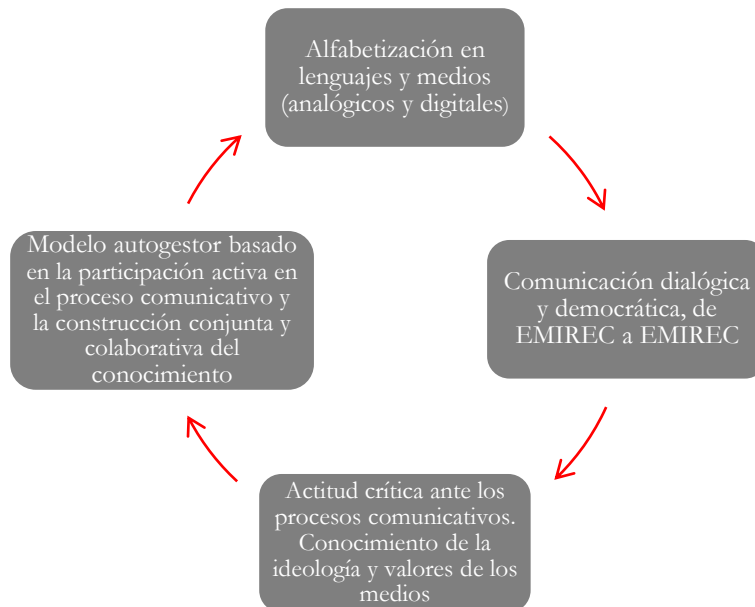 Alfabetización en
lenguajes y medios
(analógicos y digitales)
Comunicación dialógica
y democrática, de
EMIREC a EMIREC
Actitud crítica ante los
procesos comunicativos.
Conocimiento de la
ideología y valores de los
medios
Modelo autogestor basado
en la participación activa en
el proceso comunicativo y
la construcción conjunta y
colaborativa del
conocimiento